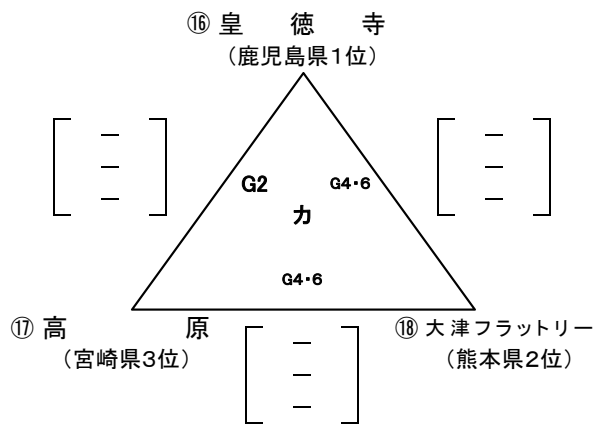 ⑯ 皇 徳 寺
（鹿児島県１位）
― ―
― ―
― ―
G2 G4・6
カ
G4・6
⑰ 高 原 ⑱ 大津フラットリー
（宮崎県３位） （熊本県２位）
―
―
―